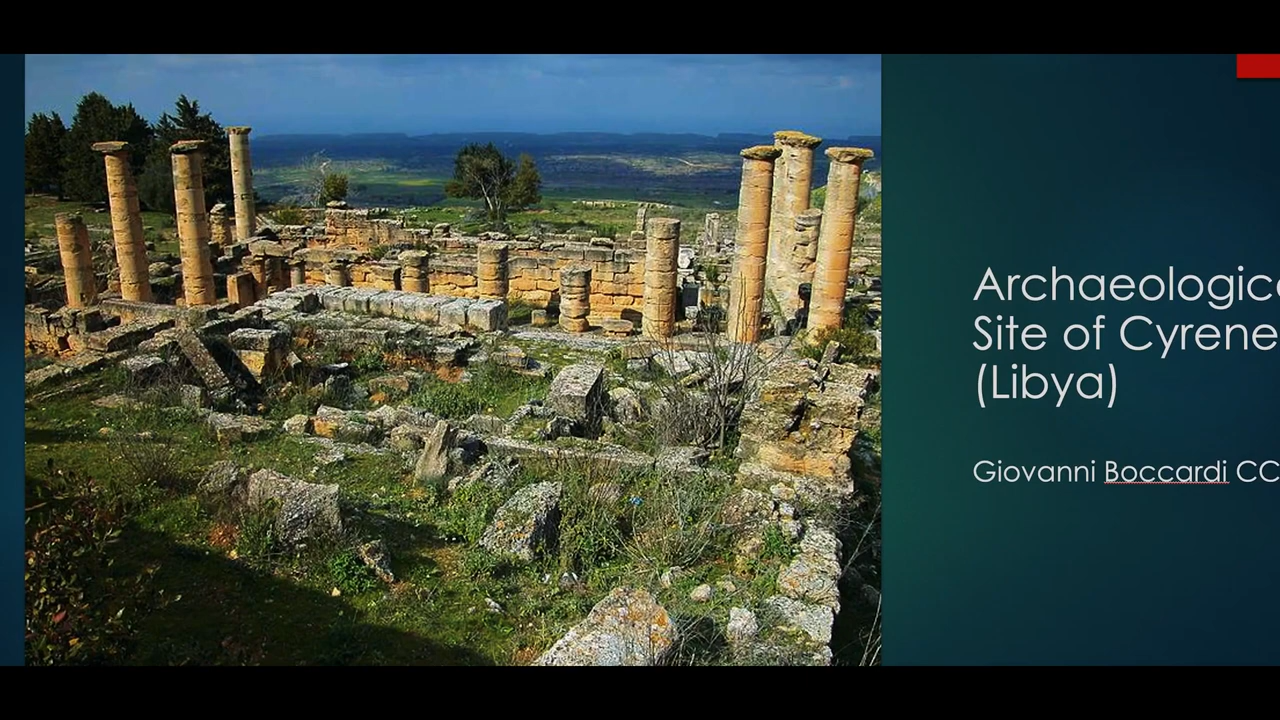 Archaeologic
Site of Cyrene
(Libya)
Giovanni Boccardi CC